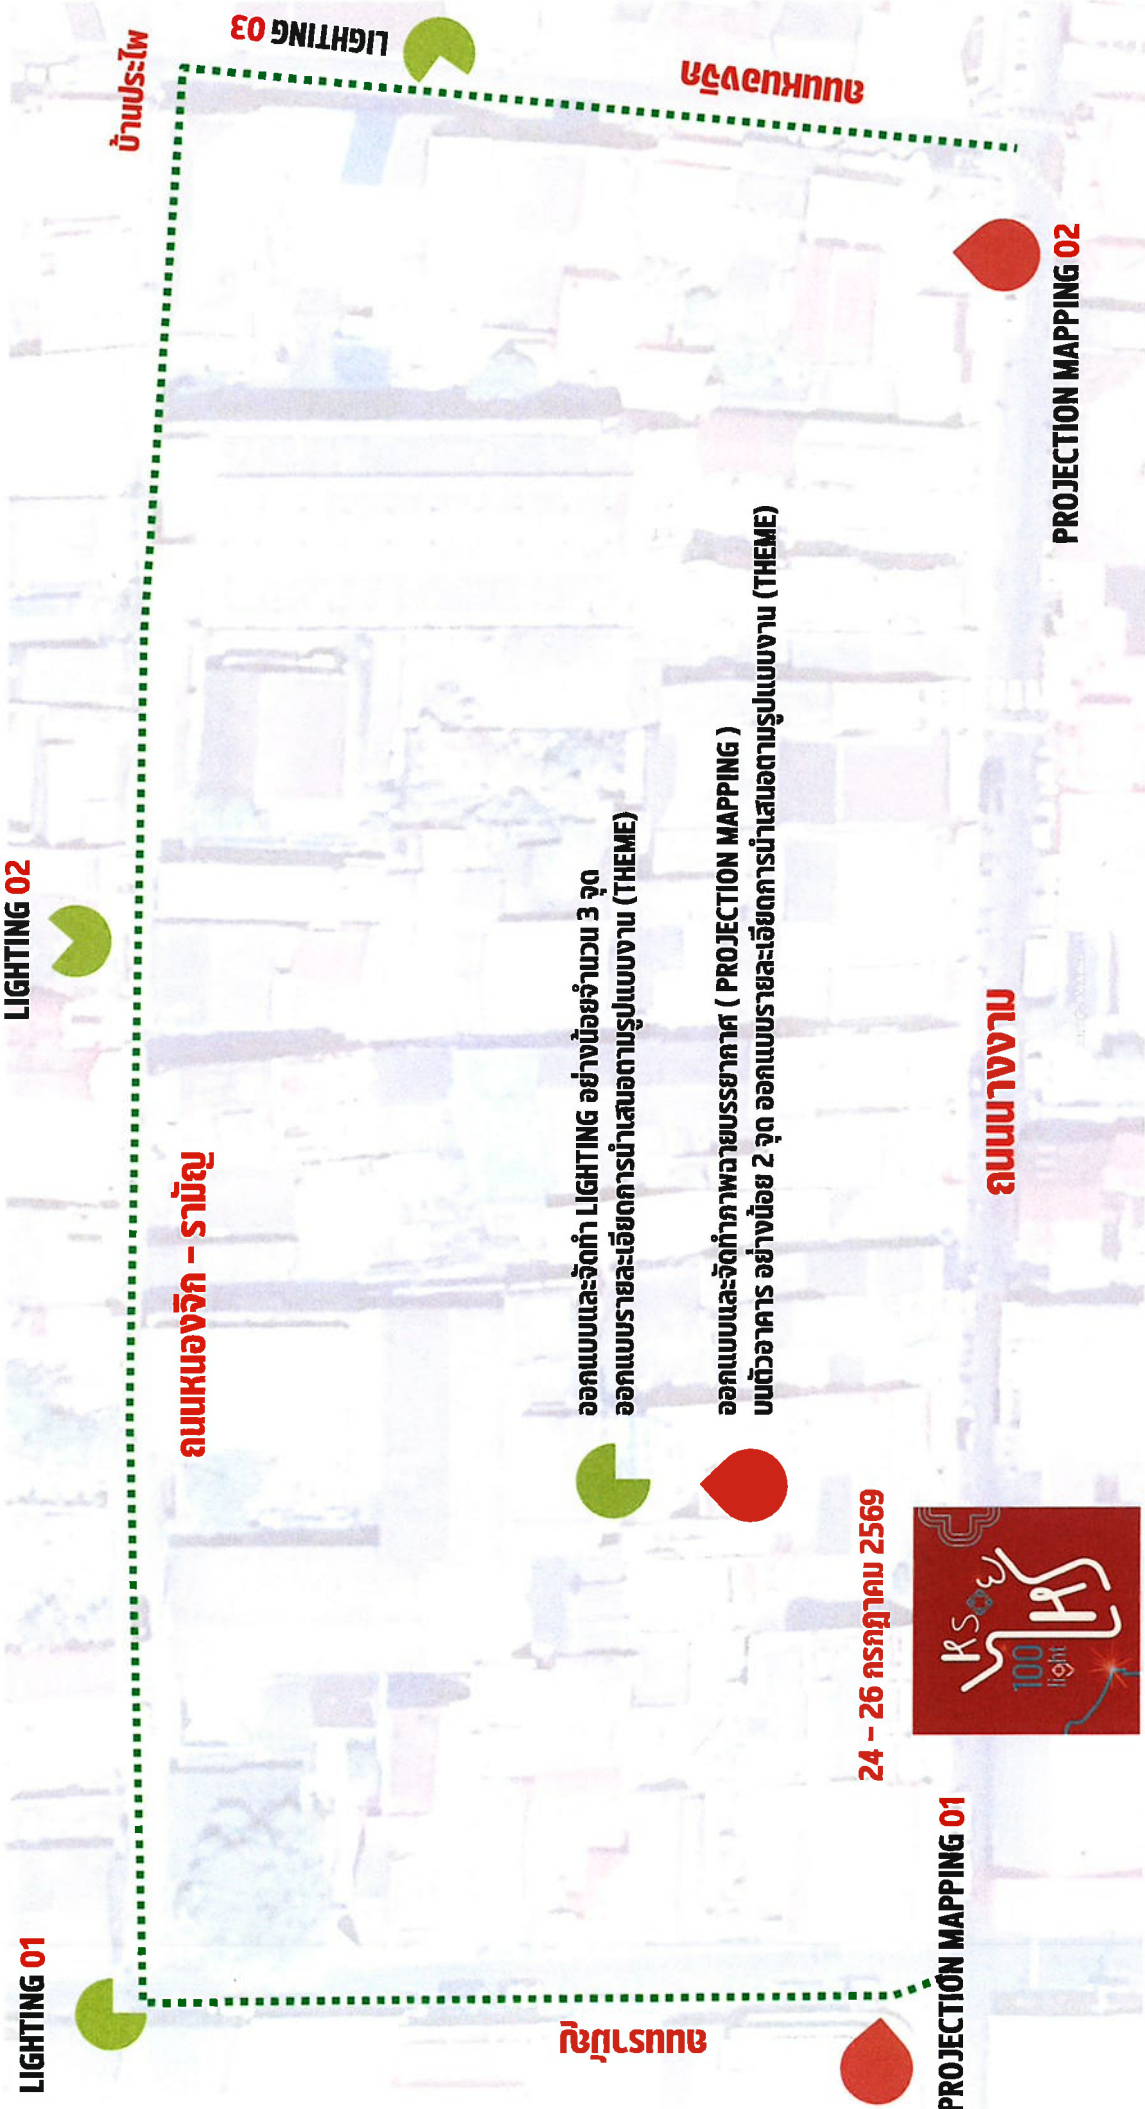 LIGHTING 01
LIGHTING 02
LIGHTING 03
บ้านประไพ
ถนนหนองจิก – รามัญ
ถนนหนองจิก
ถนนรามัญ
ออกแบบและจัดทำ LIGHTING อย่างน้อยจำนวน 3 จุด
ออกแบบรายละเอียดการนำเสนอตามรูปแบบงาน (THEME)
ออกแบบและจัดทำภาพฉายบรรยากาศ ( PROJECTION MAPPING )
บนตัวอาคาร อย่างน้อย 2 จุด ออกแบบรายละเอียดการนำเสนอตามรูปแบบงาน (THEME)
24 – 26 กรกฎาคม 2569
100
light
ถนนนางงาม
PROJECTION MAPPING 01
PROJECTION MAPPING 02